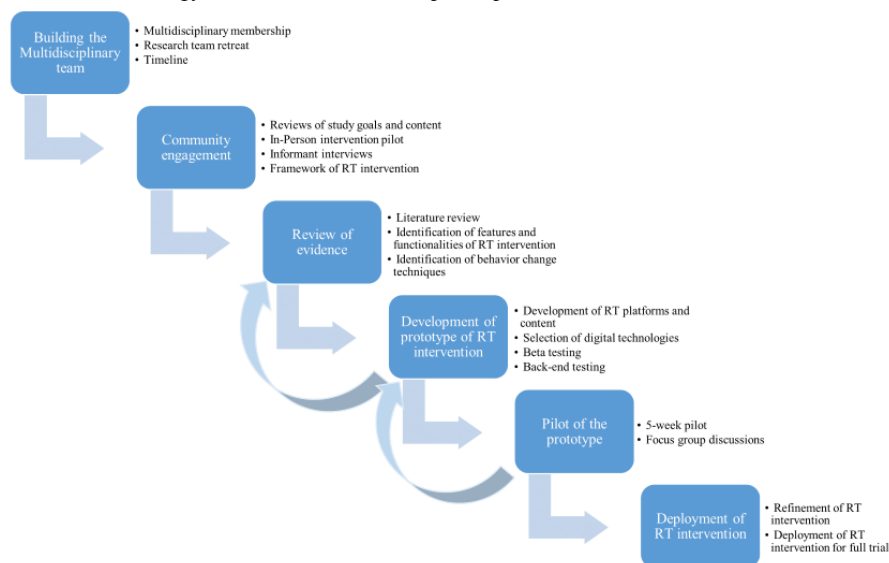 Building the
Multidisciplinary
team
• Multidisciplinary membership
• Research team retreat
• Timeline
Community
engagement
• Reviews of study goals and content
• In-Person intervention pilot
• Informant interviews
• Framework of RT intervention
Review of
evidence
• Literature review
• Identification of features and
functionalities of RT intervention
• Identification of behavior change
techniques
Development of
prototype of RT
intervention
• Development of RT platforms and
content
• Selection of digital technologies
• Beta testing
• Back-end testing
Pilot of the
prototype
• 5-week pilot
• Focus group discussions
Deployment of
RT intervention
• Refinement of RT
intervention
• Deployment of RT
intervention for full trial